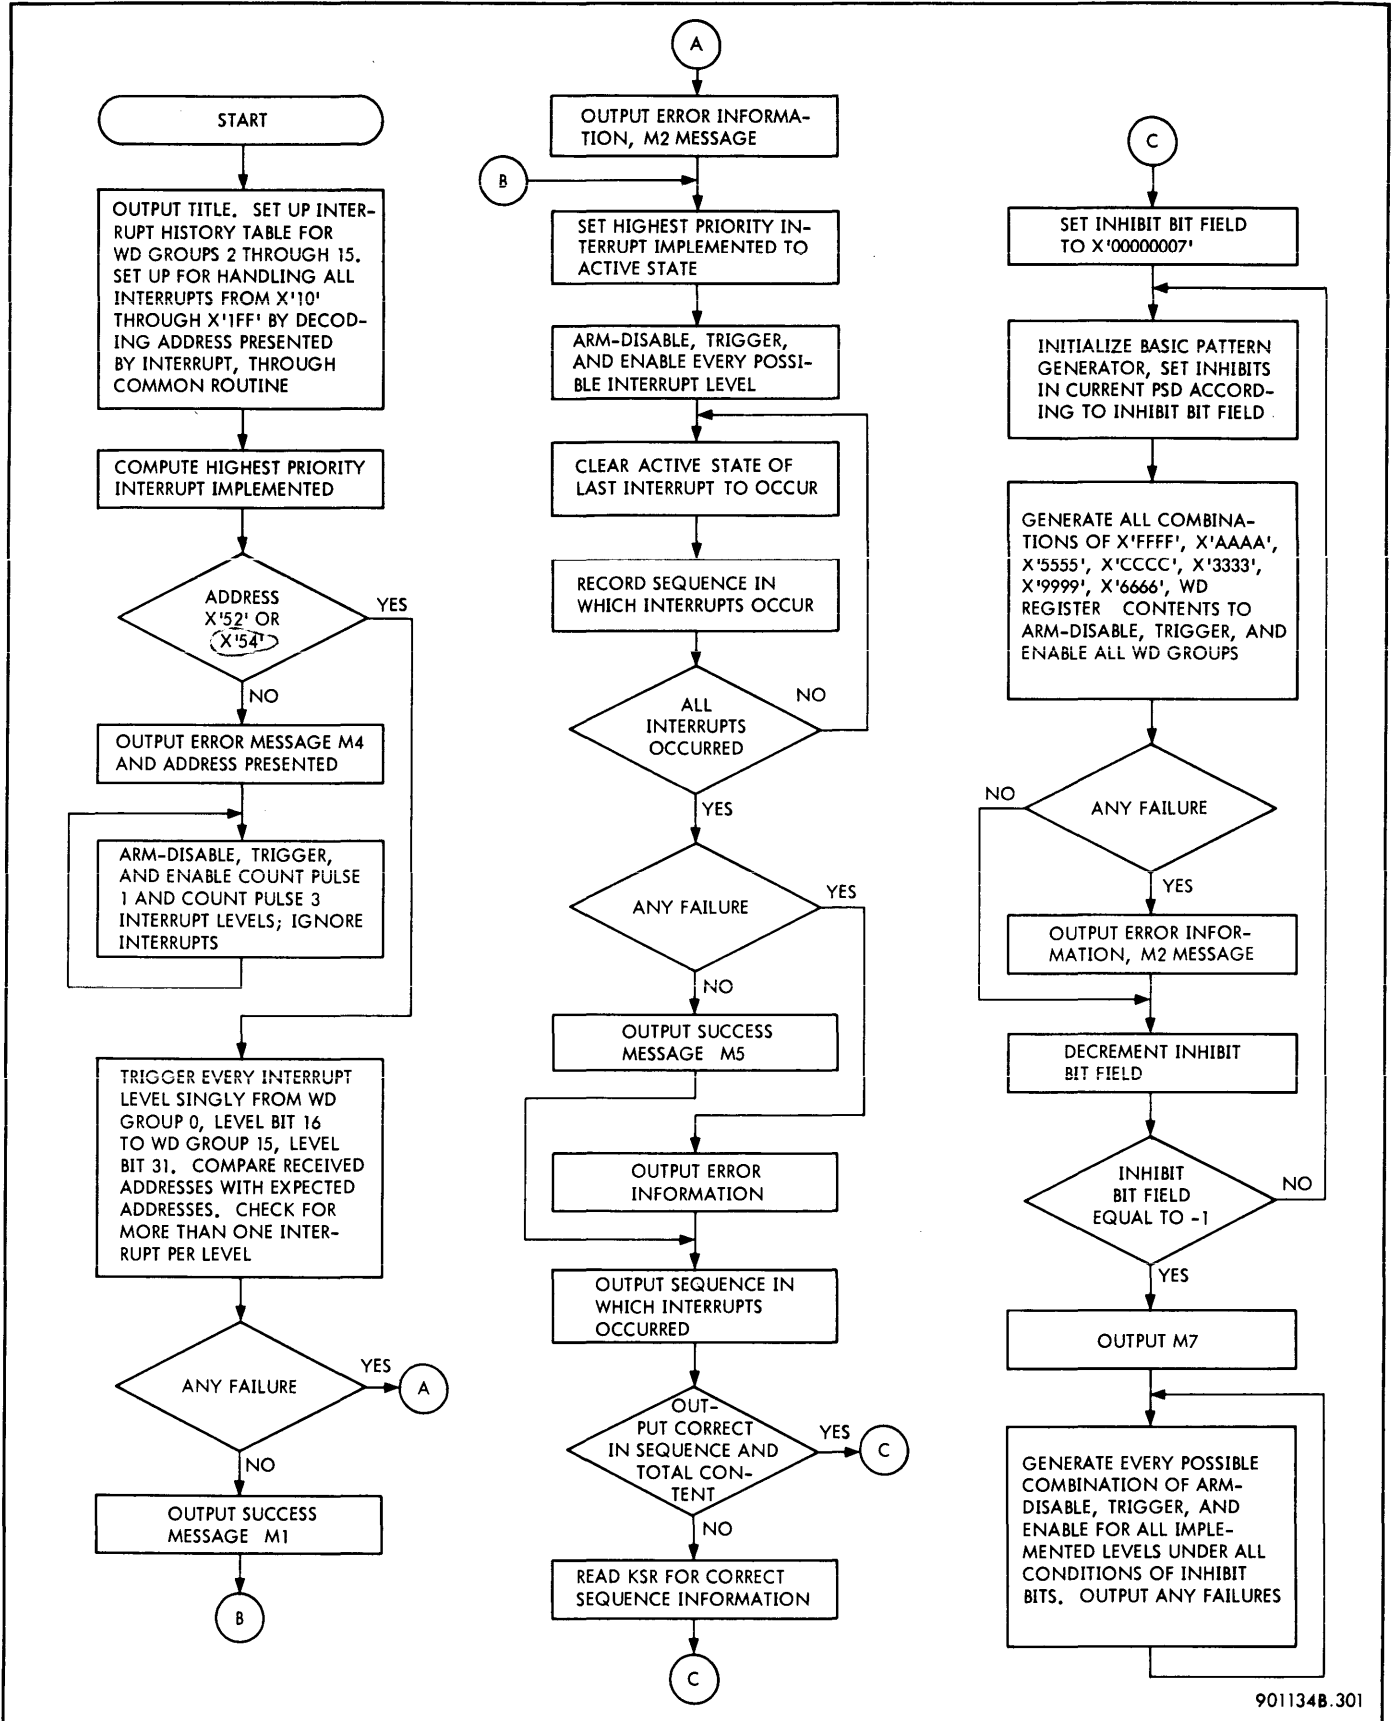 START
OUTPUT TITLE. SET UP INTER-
RUPT HISTORY TABLE FOR
WD GROUPS 2 THROUGH 15.
SET UP FOR HANDLING ALL
INTERRUPTS FROM X'10'
THROUGH X'1FF' BY DECOD-
ING ADDRESS PRESENTED
BY INTERRUPT, THROUGH
COMMON ROUTINE
COMPUTE HIGHEST PRIORITY
INTERRUPT IMPLEMENTED
ADDRESS
X'52' OR
X'54'
YES
NO
OUTPUT ERROR MESSAGE M4
AND ADDRESS PRESENTED
ARM-DISABLE, TRIGGER,
AND ENABLE COUNT PULSE
1 AND COUNT PULSE 3
INTERRUPT LEVELS; IGNORE
INTERRUPTS
TRIGGER EVERY INTERRUPT
LEVEL SINGLY FROM WD
GROUP 0, LEVEL BIT 16
TO WD GROUP 15, LEVEL
BIT 31. COMPARE RECEIVED
ADDRESSES WITH EXPECTED
ADDRESSES. CHECK FOR
MORE THAN ONE INTER-
RUPT PER LEVEL
ANY FAILURE
YES
A
NO
OUTPUT SUCCESS
MESSAGE M1
B
A
OUTPUT ERROR INFORMA-
TION, M2 MESSAGE
B
SET HIGHEST PRIORITY IN-
TERRUPT IMPLEMENTED TO
ACTIVE STATE
ARM-DISABLE, TRIGGER,
AND ENABLE EVERY POSSI-
BLE INTERRUPT LEVEL
CLEAR ACTIVE STATE OF
LAST INTERRUPT TO OCCUR
RECORD SEQUENCE IN
WHICH INTERRUPTS OCCUR
ALL
INTERRUPTS
OCCURRED
NO
YES
ANY FAILURE
YES
NO
OUTPUT SUCCESS
MESSAGE M5
OUTPUT ERROR
INFORMATION
OUTPUT SEQUENCE IN
WHICH INTERRUPTS
OCCURRED
OUT-
PUT CORRECT
IN SEQUENCE AND
TOTAL CON-
TENT
YES
C
NO
READ KSR FOR CORRECT
SEQUENCE INFORMATION
C
C
SET INHIBIT BIT FIELD
TO X'00000007'
INITIALIZE BASIC PATTERN
GENERATOR, SET INHIBITS
IN CURRENT PSD ACCORD-
ING TO INHIBIT BIT FIELD
GENERATE ALL COMBINA-
TIONS OF X'FFFF', X'AAAA',
X'5555', X'CCCC', X'3333',
X'9999', X'6666', WD
REGISTER CONTENTS TO
ARM-DISABLE, TRIGGER, AND
ENABLE ALL WD GROUPS
ANY FAILURE
NO
YES
OUTPUT ERROR INFOR-
MATION, M2 MESSAGE
DECREMENT INHIBIT
BIT FIELD
INHIBIT
BIT FIELD
EQUAL TO -1
NO
YES
OUTPUT M7
GENERATE EVERY POSSIBLE
COMBINATION OF ARM-
DISABLE, TRIGGER, AND
ENABLE FOR ALL IMPLE-
MENTED LEVELS UNDER ALL
CONDITIONS OF INHIBIT
BITS. OUTPUT ANY FAILURES
901134B.301